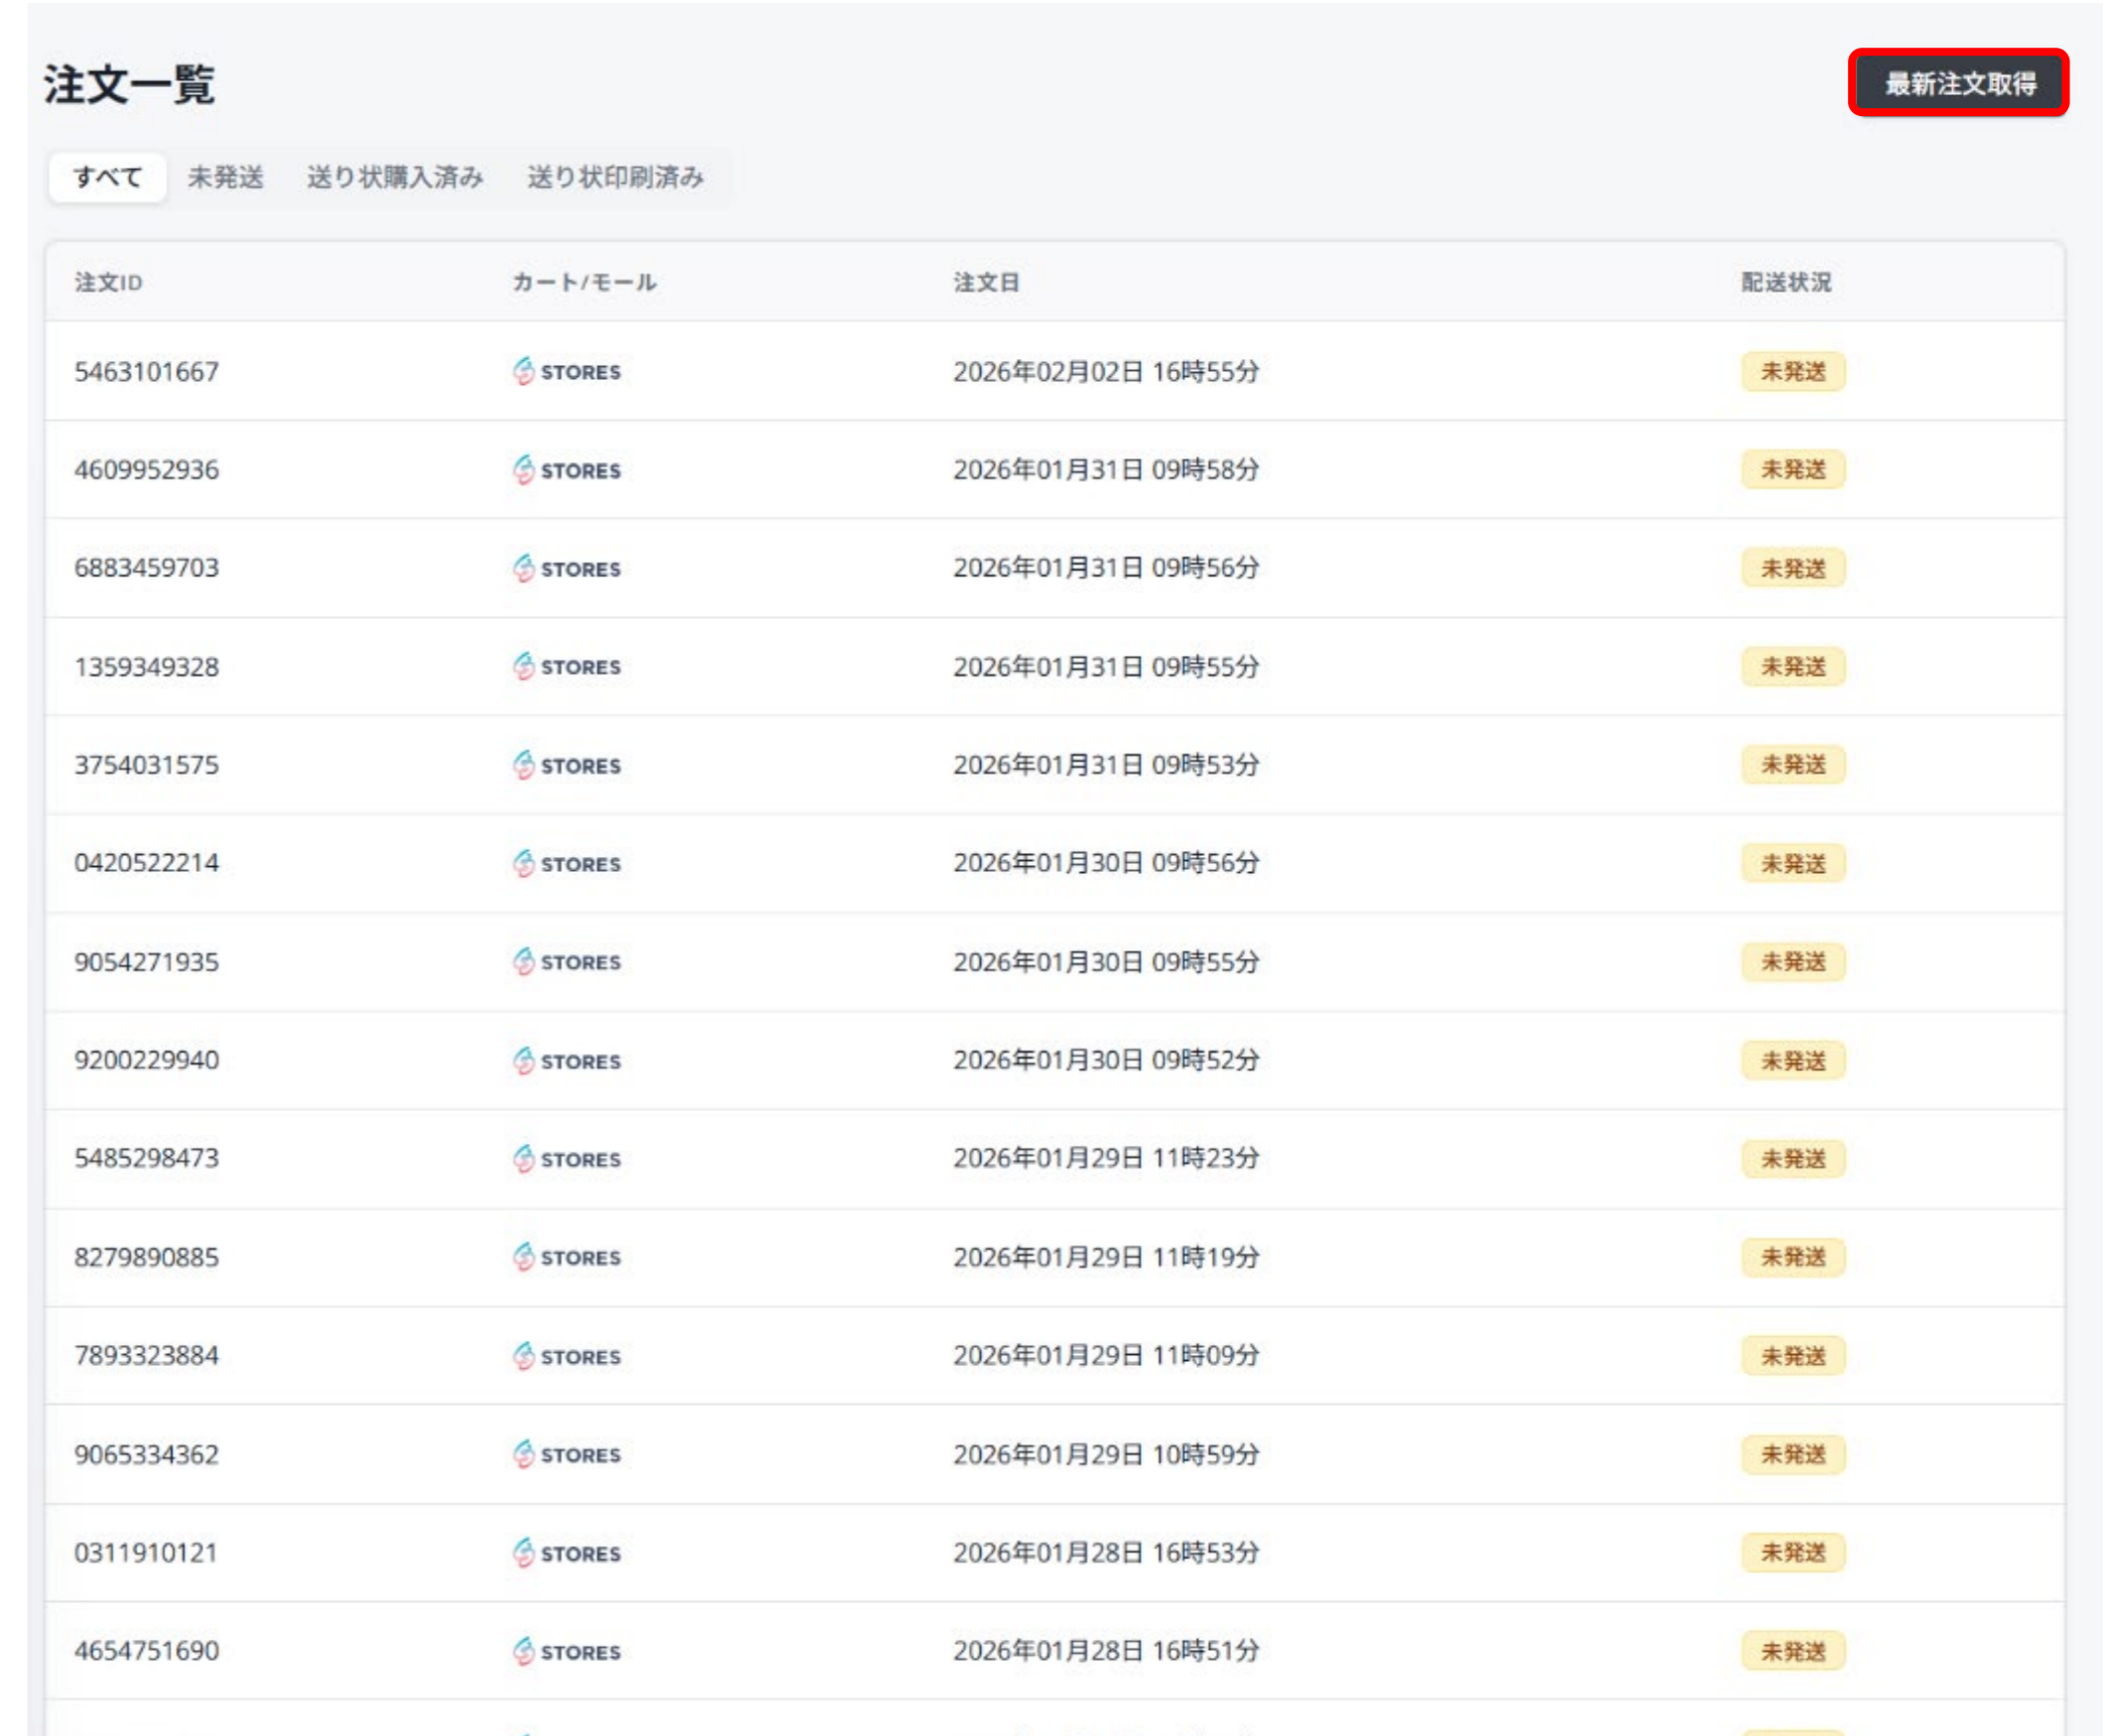 注文一覧
最新注文取得
すべて 未発送 送り状購入済み 送り状印刷済み
注文ID カート/モール 注文日 配送状況
5463101667 STORES 2026年02月02日 16時55分 未発送
4609952936 STORES 2026年01月31日 09時58分 未発送
6883459703 STORES 2026年01月31日 09時56分 未発送
1359349328 STORES 2026年01月31日 09時55分 未発送
3754031575 STORES 2026年01月31日 09時53分 未発送
0420522214 STORES 2026年01月30日 09時56分 未発送
9054271935 STORES 2026年01月30日 09時55分 未発送
9200229940 STORES 2026年01月30日 09時52分 未発送
5485298473 STORES 2026年01月29日 11時23分 未発送
8279890885 STORES 2026年01月29日 11時19分 未発送
7893323884 STORES 2026年01月29日 11時09分 未発送
9065334362 STORES 2026年01月29日 10時59分 未発送
0311910121 STORES 2026年01月28日 16時53分 未発送
4654751690 STORES 2026年01月28日 16時51分 未発送